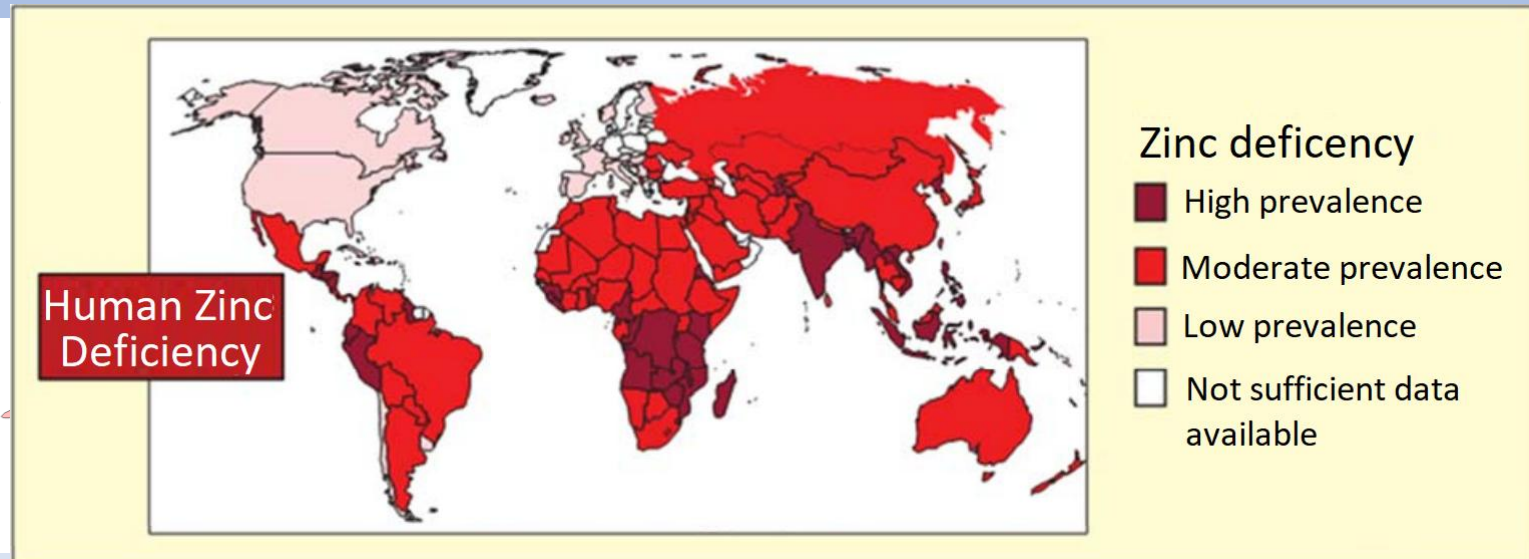 Human Zinc
Deficiency
Zinc deficency
High prevalence
Moderate prevalence
Low prevalence
Not sufficient data
available